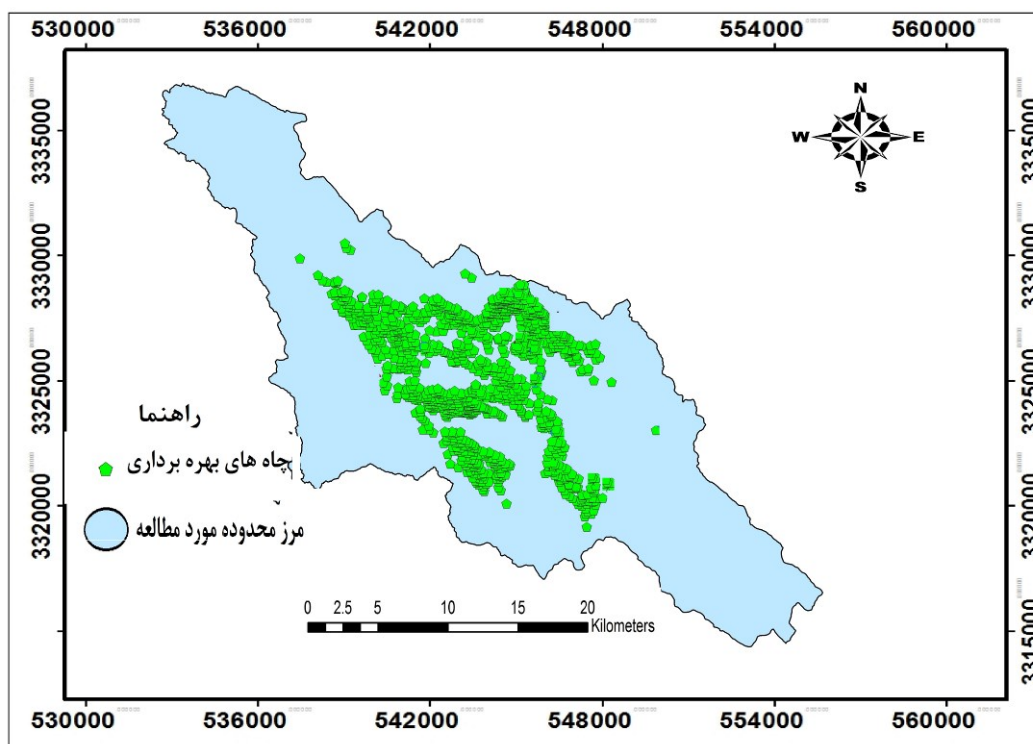 530000 536000 542000 548000 554000 560000
N
W E
S
3335000 3335000
3330000 3330000
3325000 3325000
3320000 3320000
3315000
راهنما
چاه های بهره برداری
مرز محدوده مورد مطالعه
0 2.5 5 10 15 20
Kilometers
530000 536000 542000 548000 554000 560000